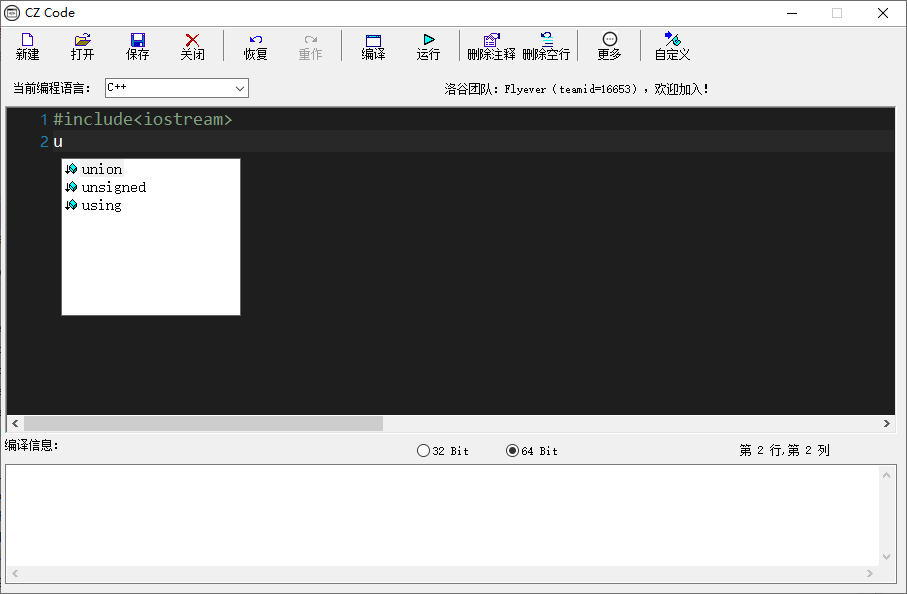 CZ Code
新建 打开 保存 关闭 恢复 重作 编译 运行 删除注释 删除空行 更多 自定义
当前编程语言： C++ 洛谷团队：Flyever（teamid=16653），欢迎加入！
1 #include<iostream>
2 u
union
unsigned
using
编译信息： 32 Bit 64 Bit 第 2 行,第 2 列